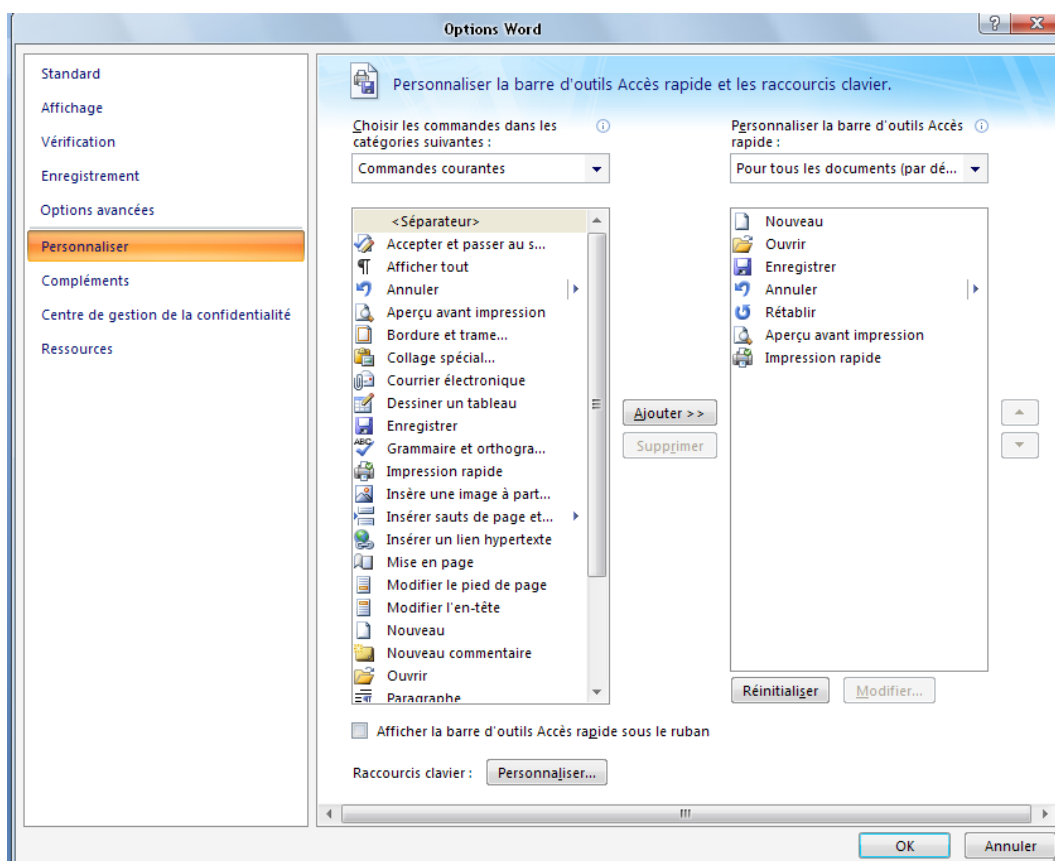 Options Word
Standard
Affichage
Vérification
Enregistrement
Options avancées
Personnaliser
Compléments
Centre de gestion de la confidentialité
Ressources
Personnaliser la barre d'outils Accès rapide et les raccourcis clavier.
Choisir les commandes dans les
catégories suivantes :
Commandes courantes
<Séparateur>
Accepter et passer au s...
Afficher tout
Annuler
Aperçu avant impression
Bordure et trame...
Collage spécial...
Courrier électronique
Dessiner un tableau
Enregistrer
Grammaire et orthogra...
Impression rapide
Insère une image à part...
Insérer sauts de page et...
Insérer un lien hypertexte
Mise en page
Modifier le pied de page
Modifier l'en-tête
Nouveau
Nouveau commentaire
Ouvrir
Paragraphe
Ajouter >>
Supprimer
Personnaliser la barre d'outils Accès
rapide :
Pour tous les documents (par dé...
Nouveau
Ouvrir
Enregistrer
Annuler
Rétablir
Aperçu avant impression
Impression rapide
Réinitialiser
Modifier...
Afficher la barre d'outils Accès rapide sous le ruban
Raccourcis clavier :
Personnaliser...
OK
Annuler